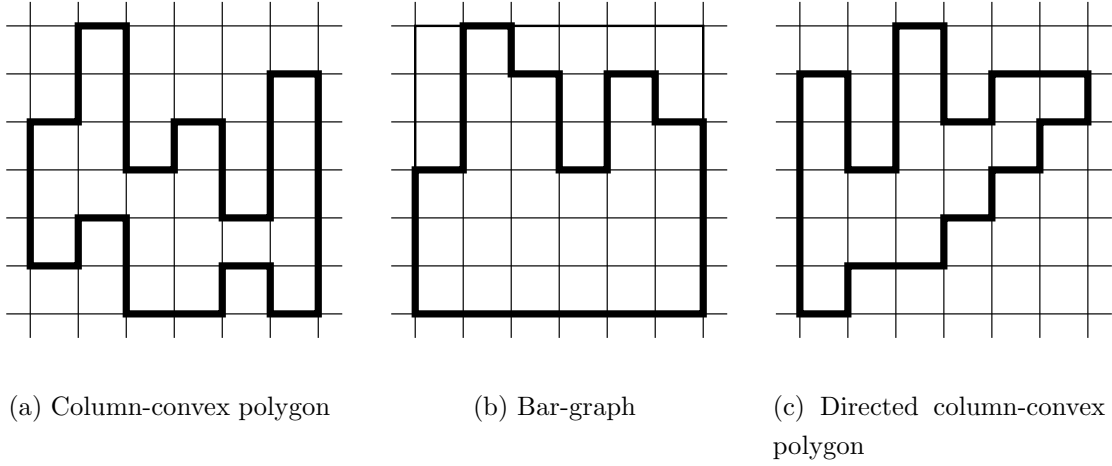 (a) Column-convex polygon
(b) Bar-graph
(c) Directed column-convex
polygon